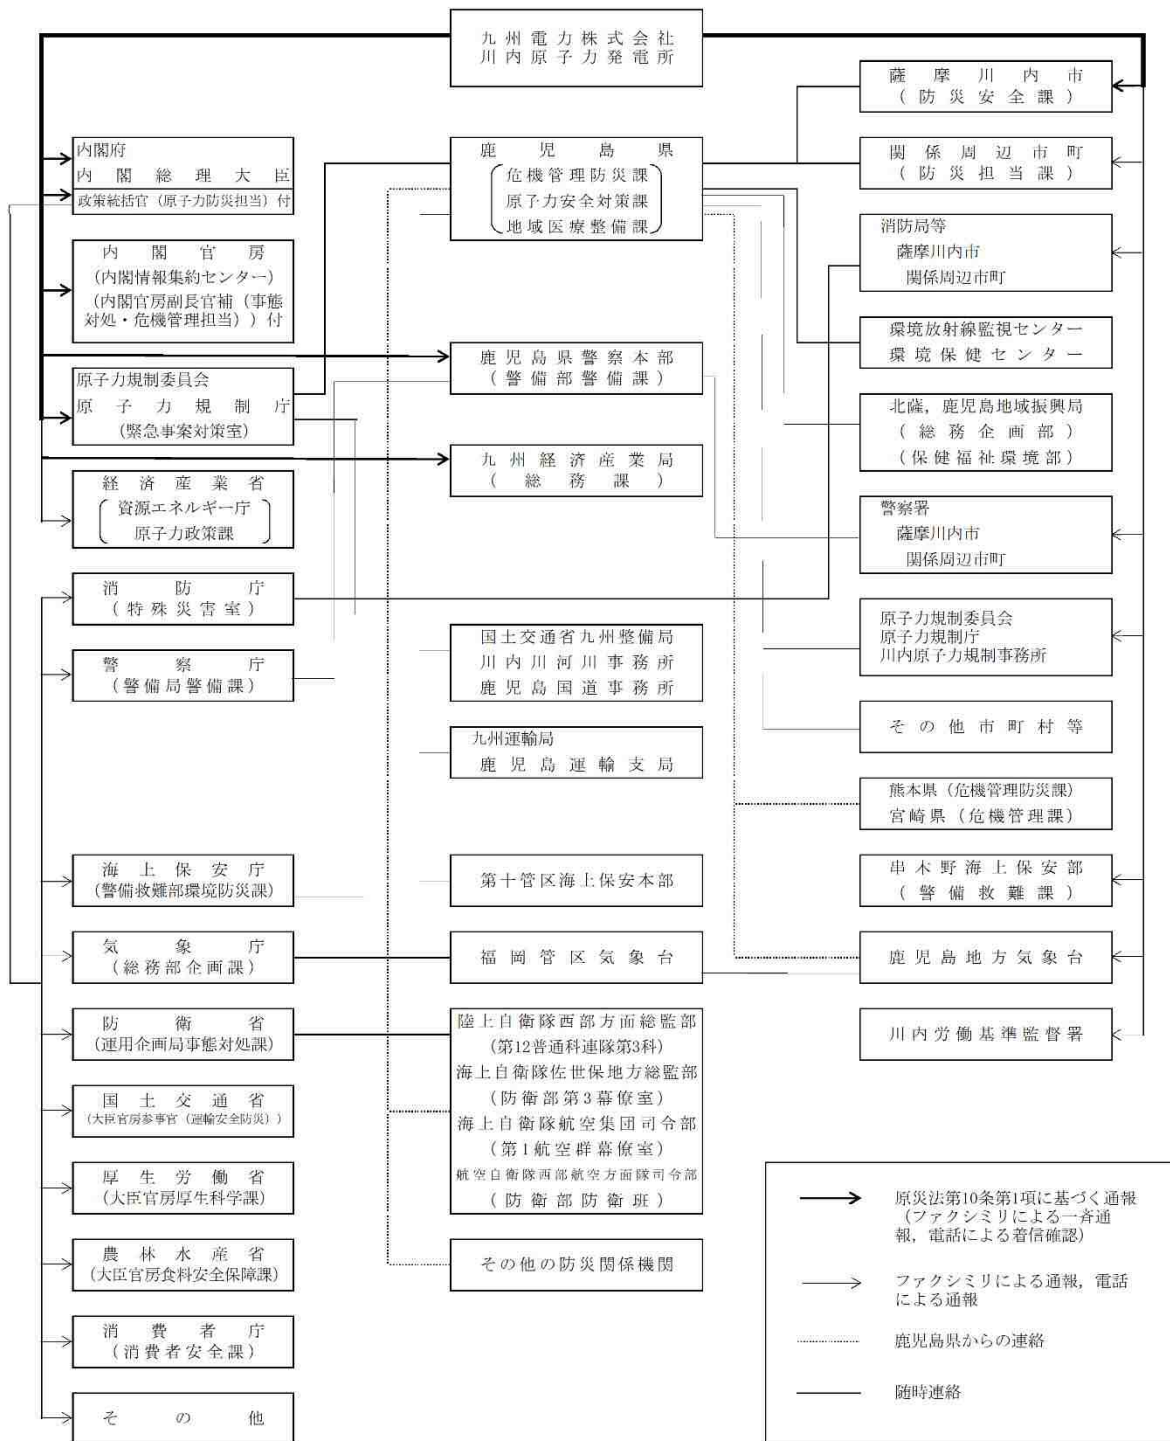 九州電力株式会社
川内原子力発電所
内閣府
内閣総理大臣
政策統括官(原子力防災担当)付
内閣官房
(内閣情報集約センター)
(内閣官房副長官補(事態
対処・危機管理担当))付
原子力規制委員会
原子力規制庁
(緊急事案対策室)
経済産業省
資源エネルギー庁
原子力政策課
消防庁
(特殊災害室)
警察庁
(警備局警備課)
海上保安庁
(警備救難部環境防災課)
気象庁
(総務部企画課)
防衛省
(運用企画局事態対処課)
国土交通省
(大臣官房参事官(運輸安全防災))
厚生労働省
(大臣官房厚生科学課)
農林水産省
(大臣官房食料安全保障課)
消費者庁
(消費者安全課)
その他
鹿児島県
危機管理防災課
原子力安全対策課
地域医療整備課
鹿児島県警察本部
(警備部警備課)
九州経済産業局
(総務課)
国土交通省九州整備局
川内川河川事務所
鹿児島国道事務所
九州運輸局
鹿児島運輸支局
第十管区海上保安本部
福岡管区気象台
陸上自衛隊西部方面総監部
(第12普通科連隊第3科)
海上自衛隊佐世保地方総監部
(防衛部第3幕僚室)
海上自衛隊航空集団司令部
(第1航空群幕僚室)
航空自衛隊西部航空方面隊司令部
(防衛部防衛班)
その他の防災関係機関
薩摩川内市
(防災安全課)
関係周辺市町
(防災担当課)
消防局等
薩摩川内市
関係周辺市町
環境放射線監視センター
環境保健センター
北薩,鹿児島地域振興局
(総務企画部)
(保健福祉環境部)
警察署
薩摩川内市
関係周辺市町
原子力規制委員会
原子力規制庁
川内原子力規制事務所
その他市町村等
熊本県(危機管理防災課)
宮崎県(危機管理課)
串木野海上保安部
(警備救難課)
鹿児島地方気象台
川内労働基準監督署
原災法第10条第1項に基づく通報
(ファクシミリによる一斉通
報,電話による着信確認)
ファクシミリによる通報,電話
による通報
鹿児島県からの連絡
随時連絡